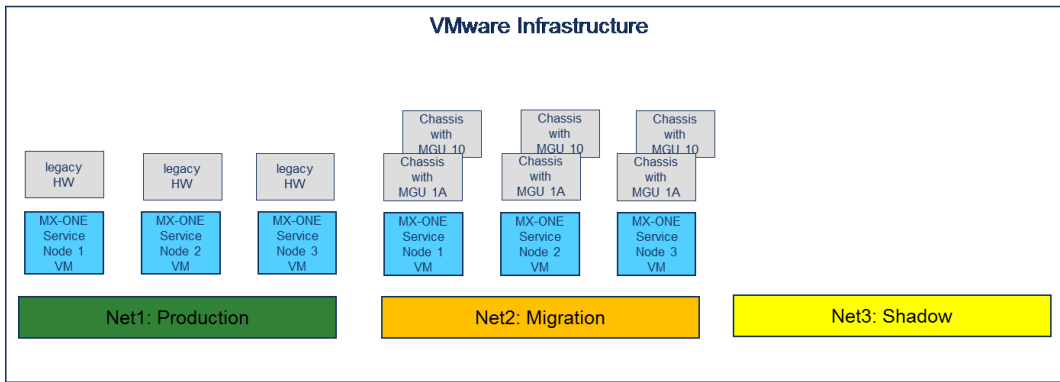 VMware Infrastructure
Chassis
with
MGU 10
Chassis
with
MGU 10
Chassis
with
MGU 10
legacy
HW
legacy
HW
legacy
HW
Chassis
with
MGU 1A
Chassis
with
MGU 1A
Chassis
with
MGU 1A
MX-ONE
Service
Node 1
VM
MX-ONE
Service
Node 2
VM
MX-ONE
Service
Node 3
VM
MX-ONE
Service
Node 1
VM
MX-ONE
Service
Node 2
VM
MX-ONE
Service
Node 3
VM
Net1: Production
Net2: Migration
Net3: Shadow